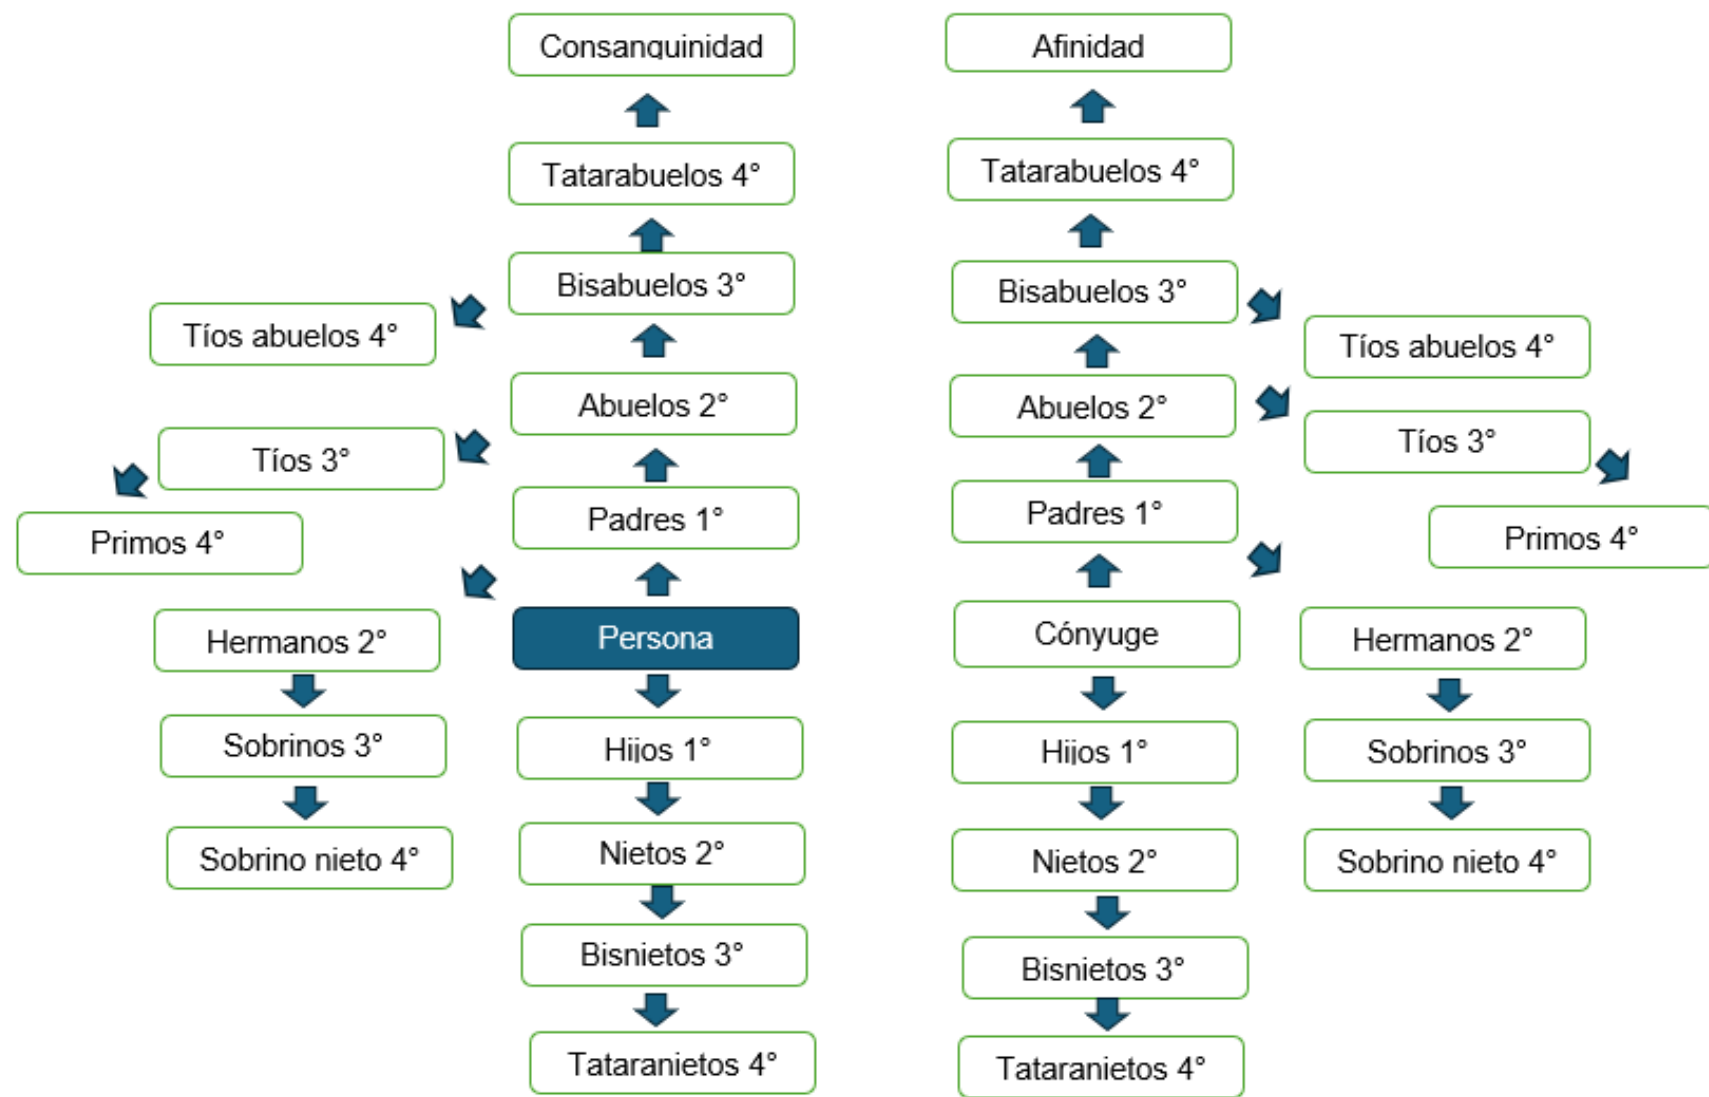 Consanguinidad
Afinidad
Tatarabuelos 4°
Tatarabuelos 4°
Bisabuelos 3°
Bisabuelos 3°
Tíos abuelos 4°
Tíos abuelos 4°
Abuelos 2°
Abuelos 2°
Tíos 3°
Tíos 3°
Padres 1°
Padres 1°
Primos 4°
Primos 4°
Hermanos 2°
Persona
Cónyuge
Hermanos 2°
Sobrinos 3°
Hijos 1°
Hijos 1°
Sobrinos 3°
Sobrino nieto 4°
Nietos 2°
Nietos 2°
Sobrino nieto 4°
Bisnietos 3°
Bisnietos 3°
Tataranietos 4°
Tataranietos 4°